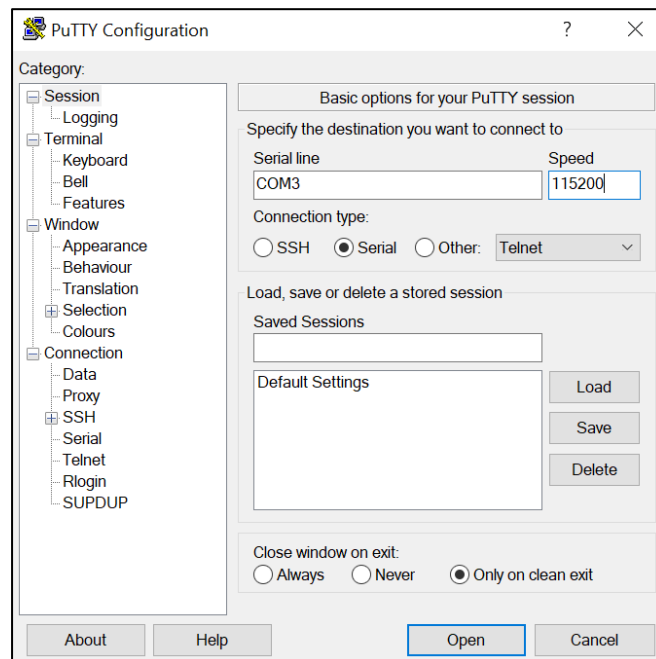 PuTTY Configuration
?
Category:
Session
Logging
Terminal
Keyboard
Bell
Features
Window
Appearance
Behaviour
Translation
Selection
Colours
Connection
Data
Proxy
SSH
Serial
Telnet
Rlogin
SUPDUP
Basic options for your PuTTY session
Specify the destination you want to connect to
Serial line Speed
COM3 115200
Connection type:
SSH Serial Other: Telnet
Load, save or delete a stored session
Saved Sessions
Default Settings
Load
Save
Delete
Close window on exit:
Always Never Only on clean exit
About Help Open Cancel